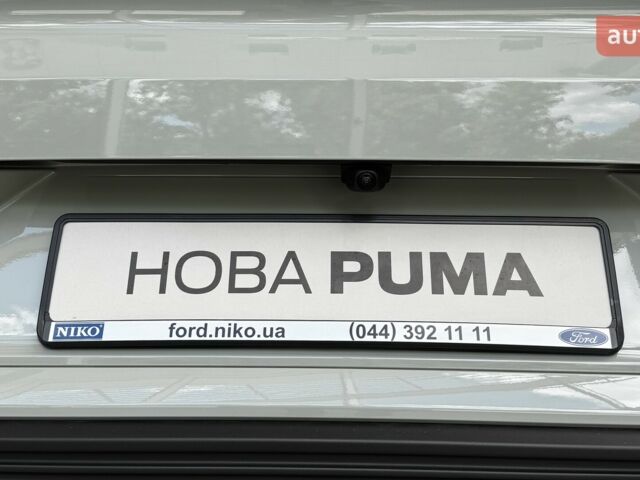 НОВА PUMA
NIKO ford.niko.ua (044) 392 11 11 Ford